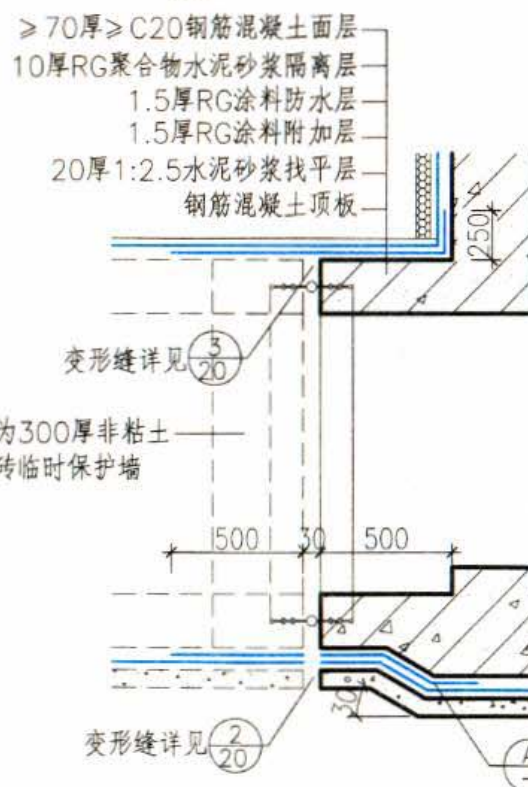 ≥70厚≥C20钢筋混凝土面层
10厚RG聚合物水泥砂浆隔离层
1.5厚RG涂料防水层
1.5厚RG涂料附加层
20厚1:2.5水泥砂浆找平层
钢筋混凝土顶板
250
变形缝详见 3
20
为300厚非粘土
砖临时保护墙
500 30 500
30
变形缝详见 2
20
A